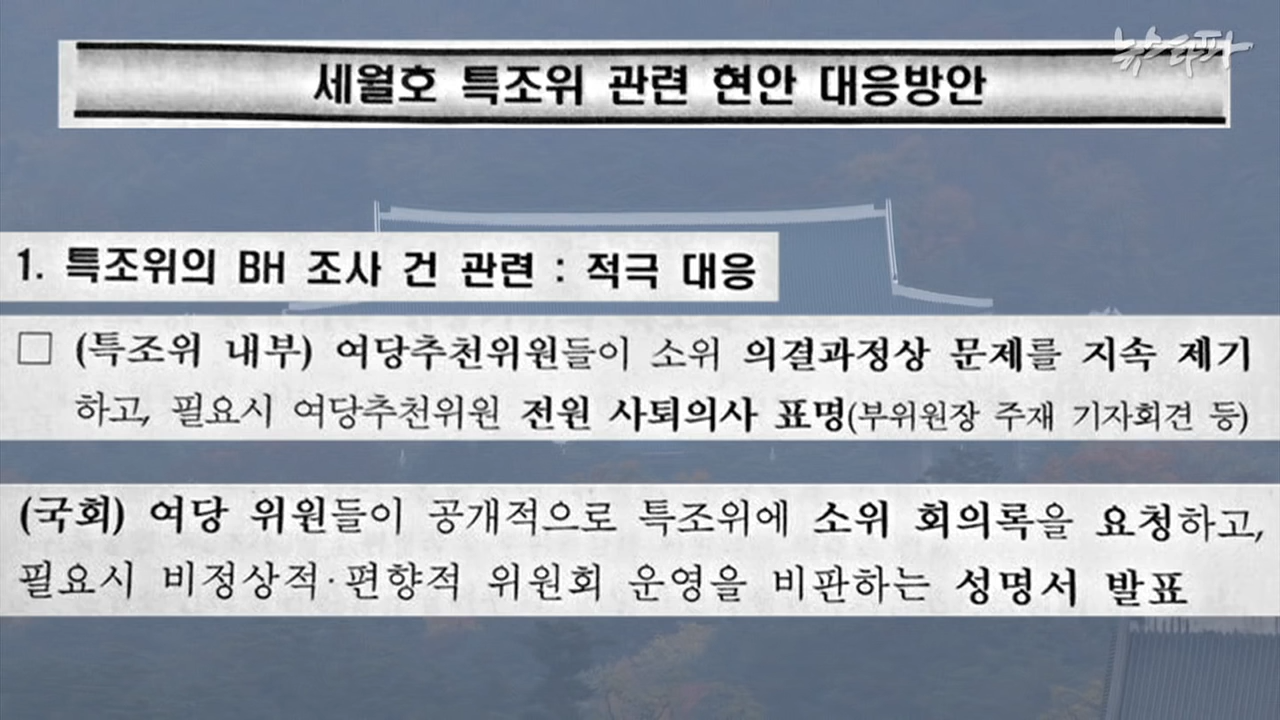 뉴스타파
세월호 특조위 관련 현안 대응방안
1. 특조위의 BH 조사 건 관련 : 적극 대응
□ (특조위 내부) 여당추천위원들이 소위 의결과정상 문제를 지속 제기
하고, 필요시 여당추천위원 전원 사퇴의사 표명(부위원장 주재 기자회견 등)
(국회) 여당 위원들이 공개적으로 특조위에 소위 회의록을 요청하고,
필요시 비정상적·편향적 위원회 운영을 비판하는 성명서 발표